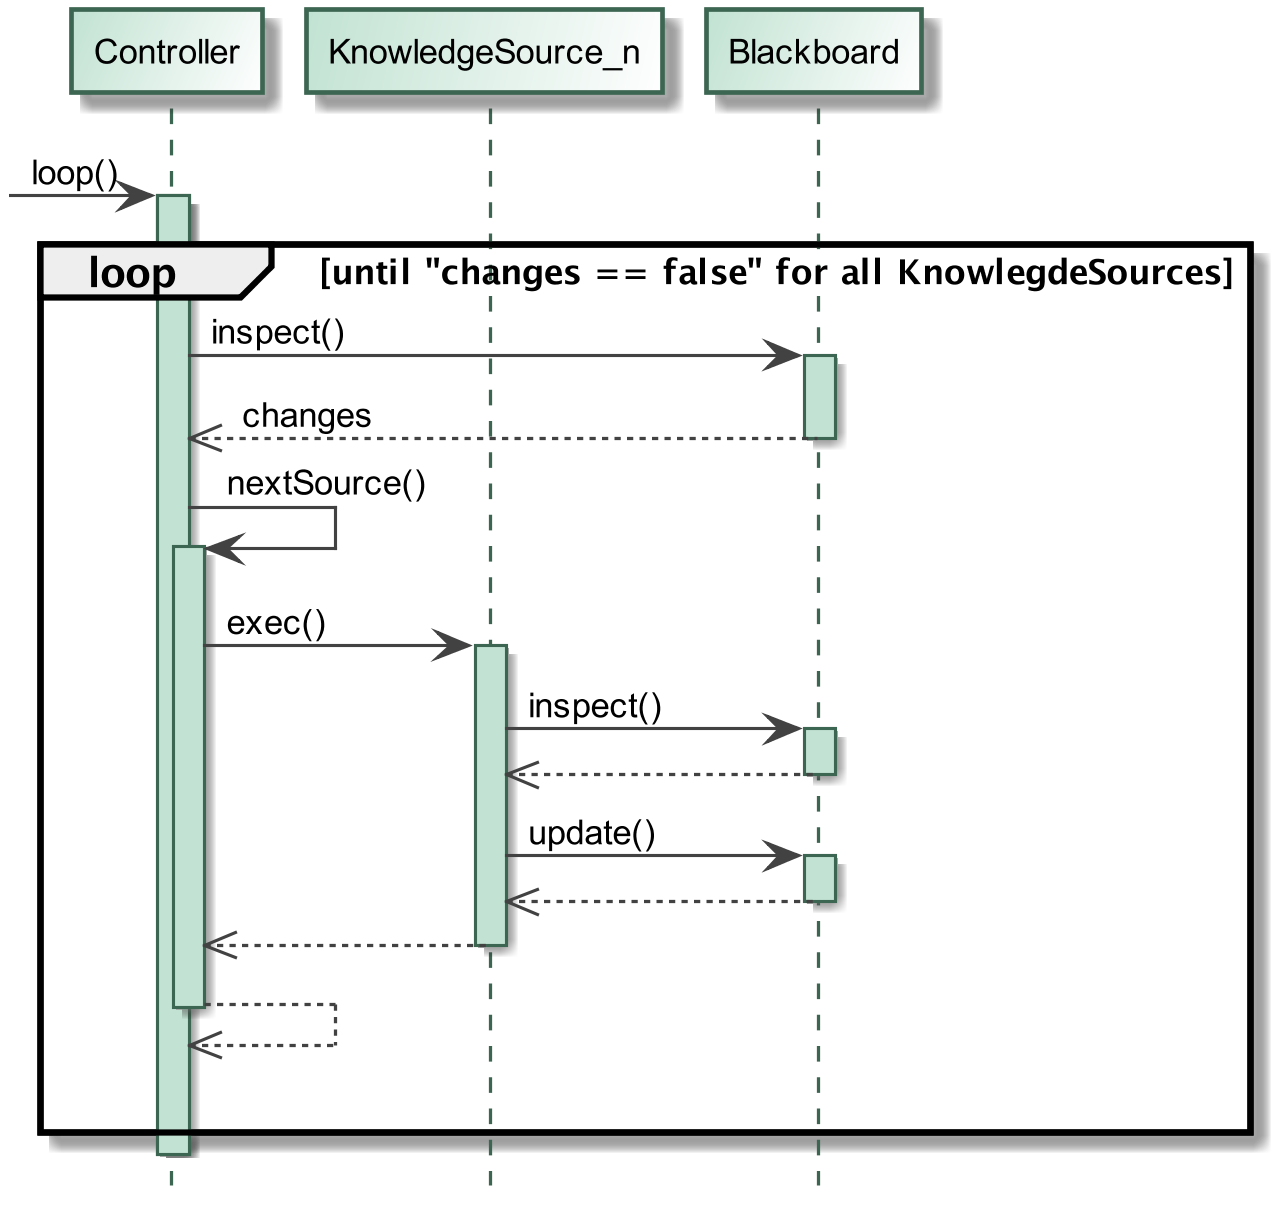 Controller
KnowledgeSource_n
Blackboard
loop()
loop
[until "changes == false" for all KnowlegdeSources]
inspect()
changes
nextSource()
exec()
inspect()
update()